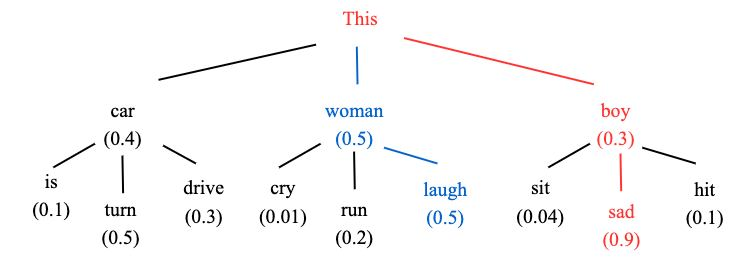 This
car woman boy
(0.4) (0.5) (0.3)
is drive cry laugh sit hit
(0.1) turn (0.3) (0.01) run (0.5) (0.04) sad (0.1)
(0.5) (0.2) (0.9)